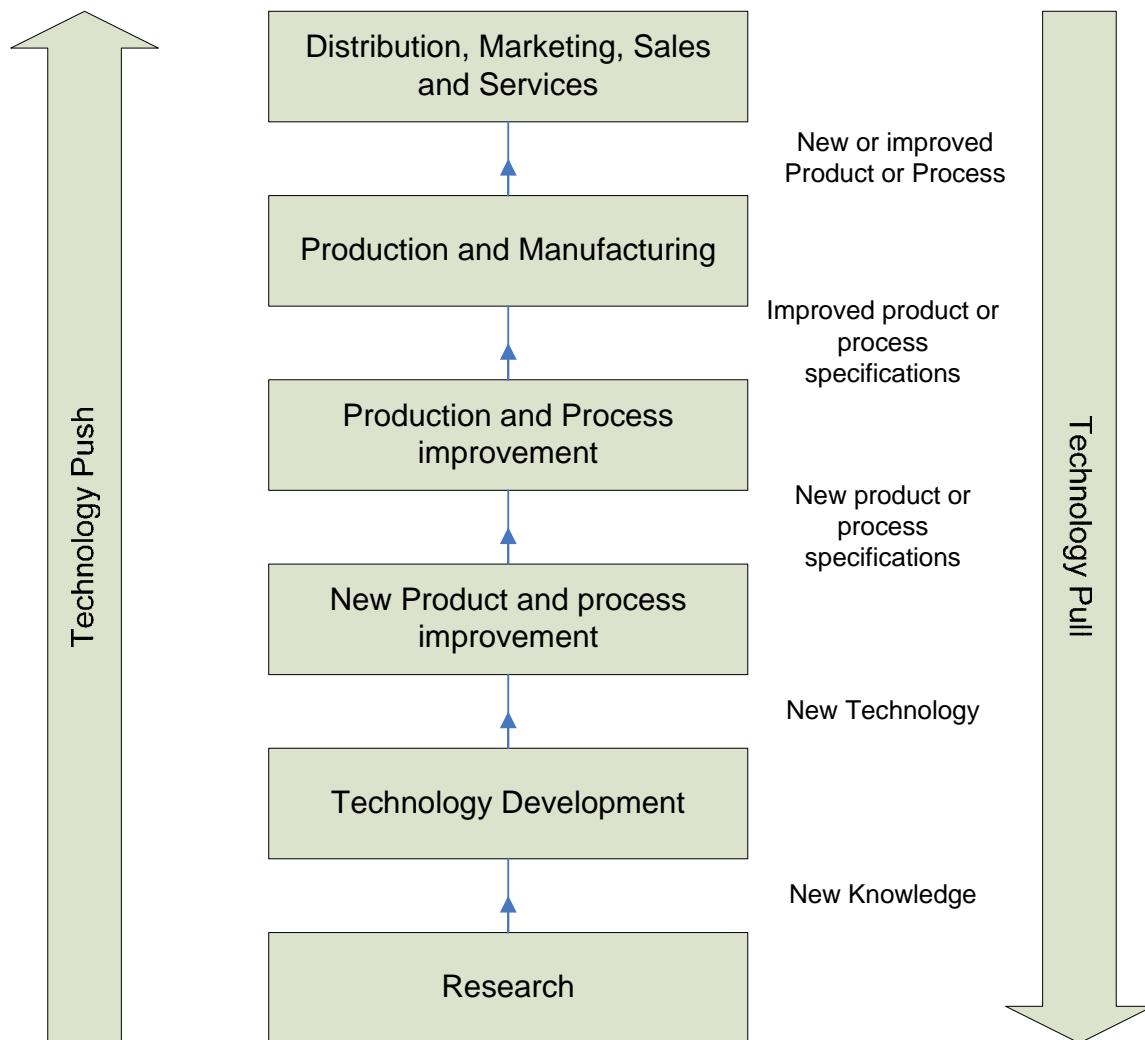 Distribution, Marketing, Sales
and Services
New or improved
Product or Process
Production and Manufacturing
Improved product or
process
specifications
Technology Push
Production and Process
improvement
Technology Pull
New product or
process
specifications
New Product and process
improvement
New Technology
Technology Development
New Knowledge
Research